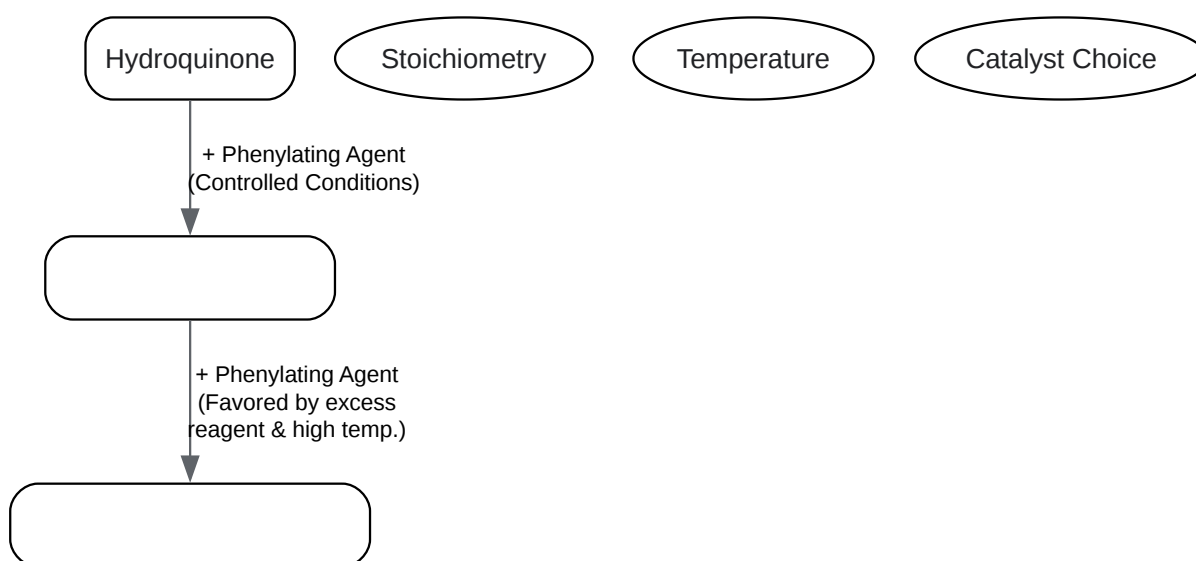 Hydroquinone
Stoichiometry
Temperature
Catalyst Choice
+ Phenylating Agent
(Controlled Conditions)
+ Phenylating Agent
(Favored by excess
reagent & high temp.)